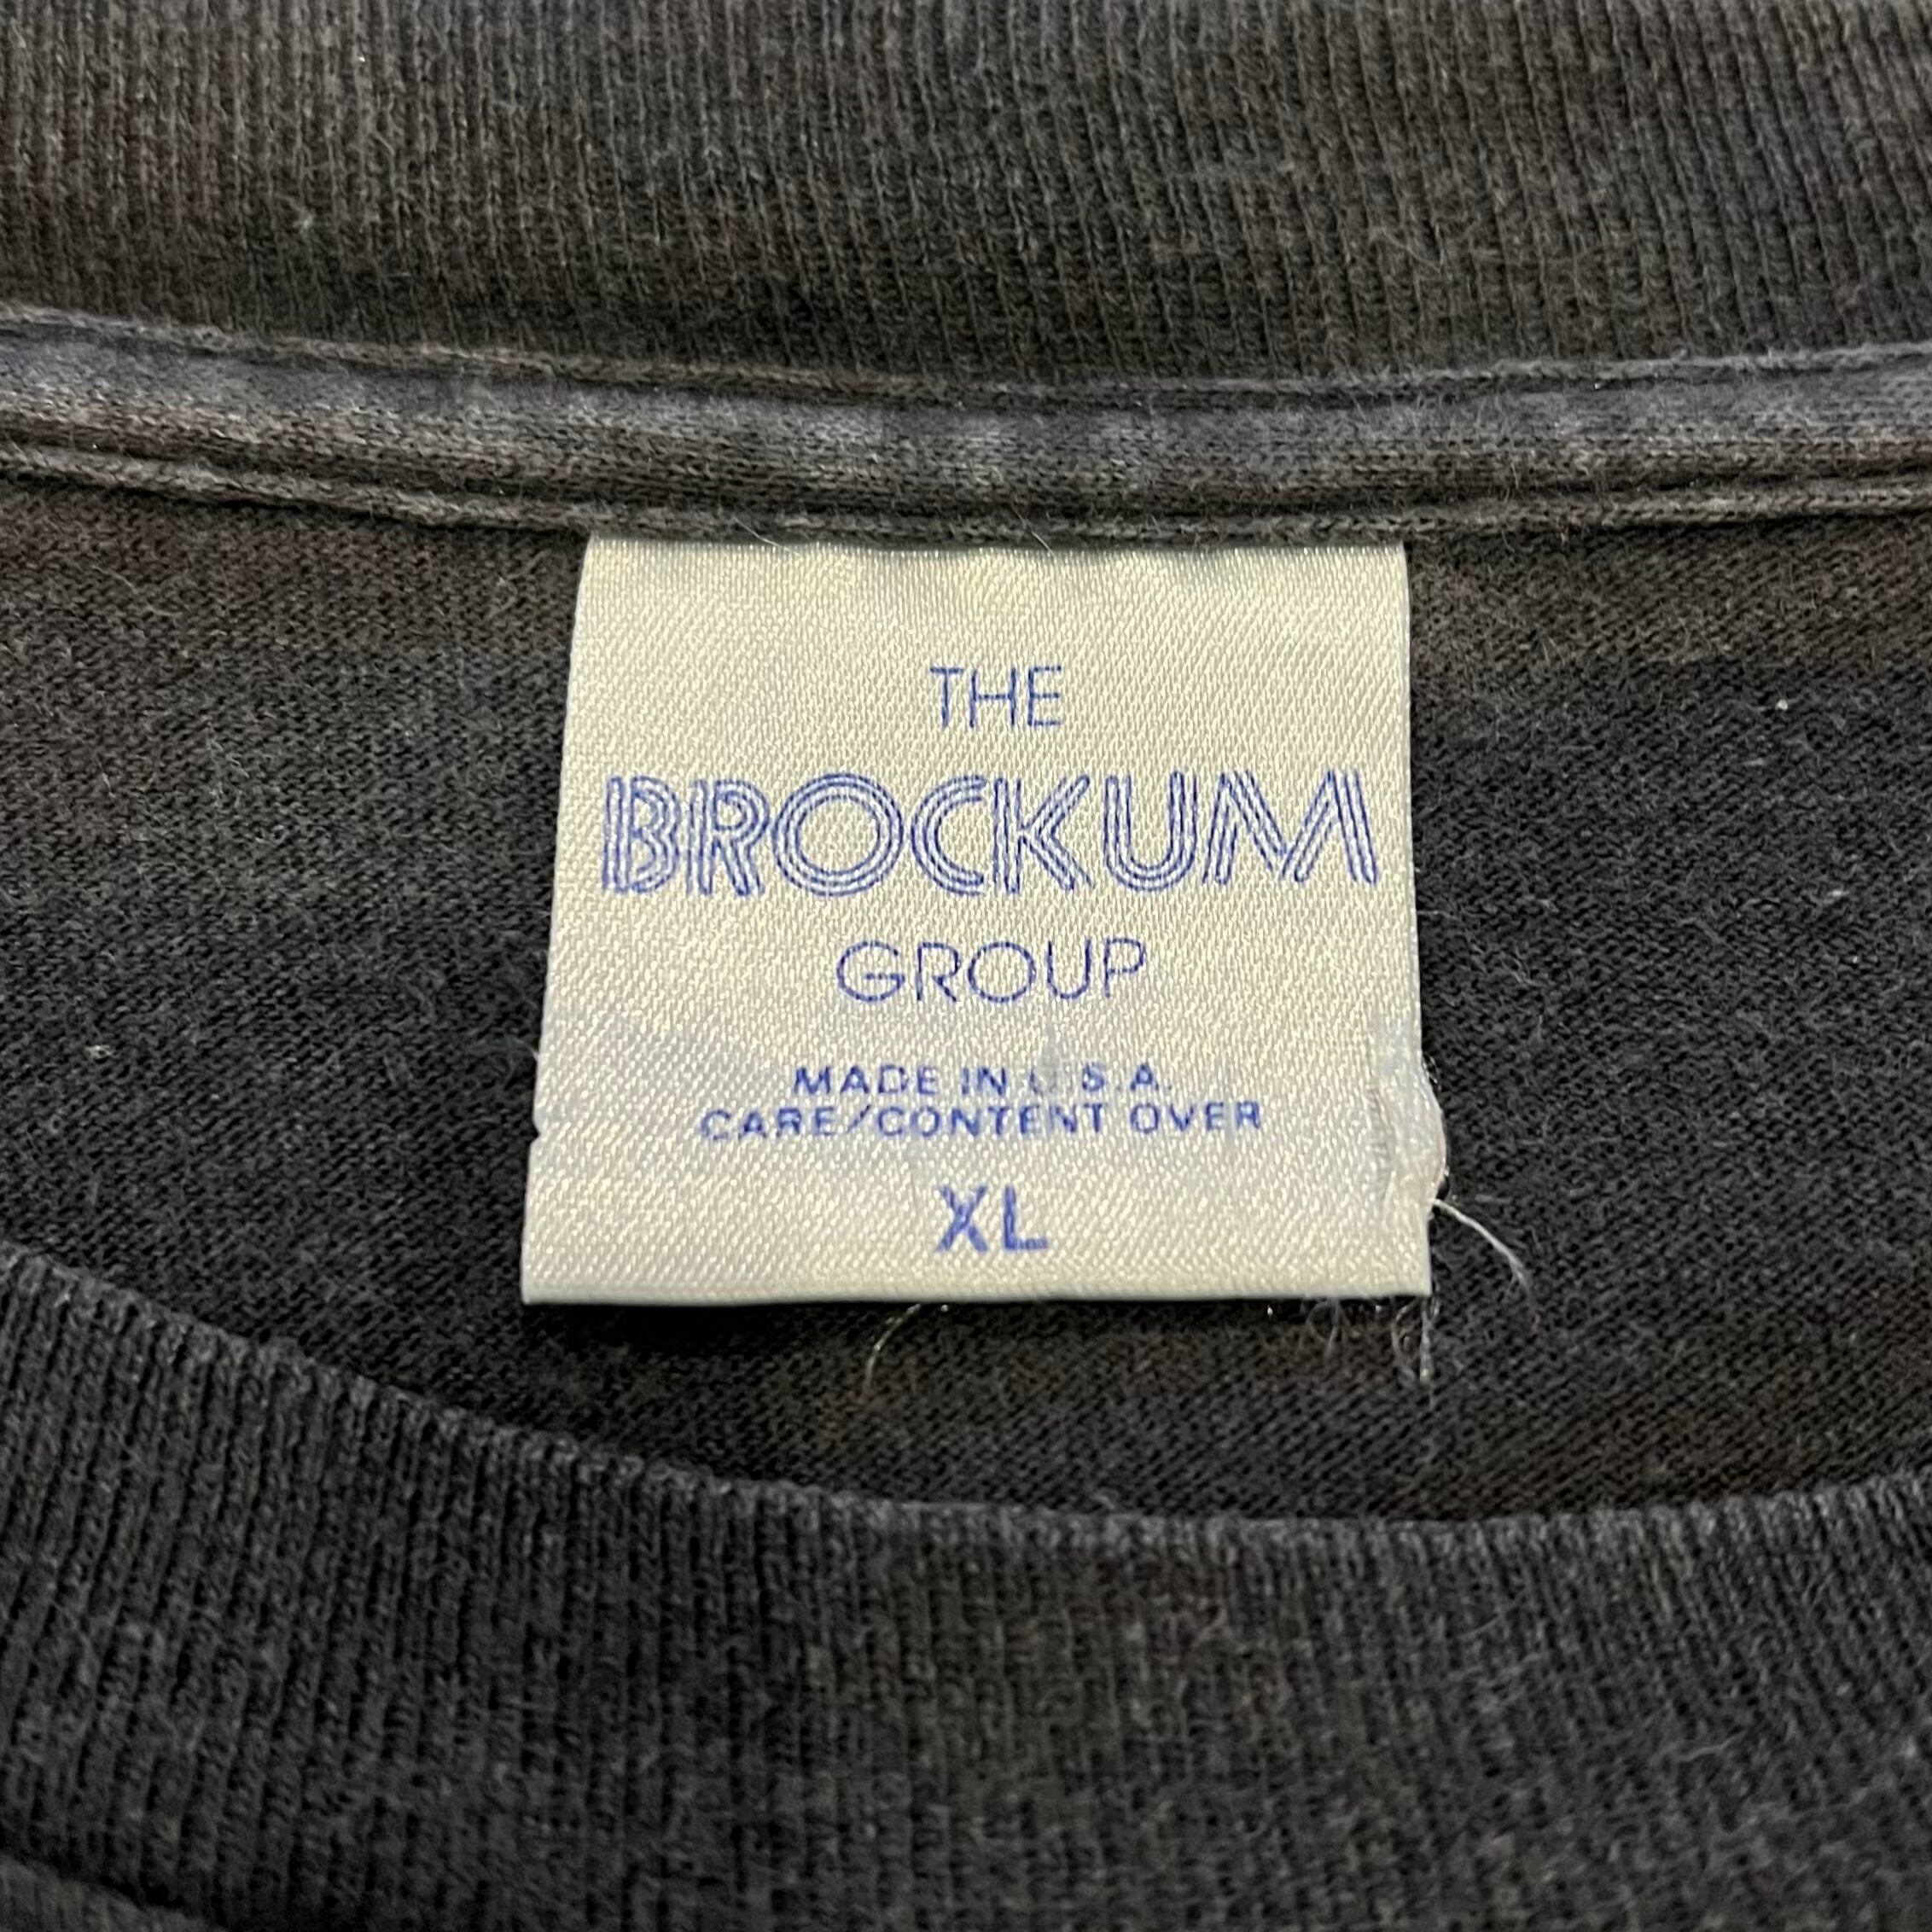 THE
BROCKUM
GROUP
MADE IN U.S.A.
CARE/CONTENT OVER
XL